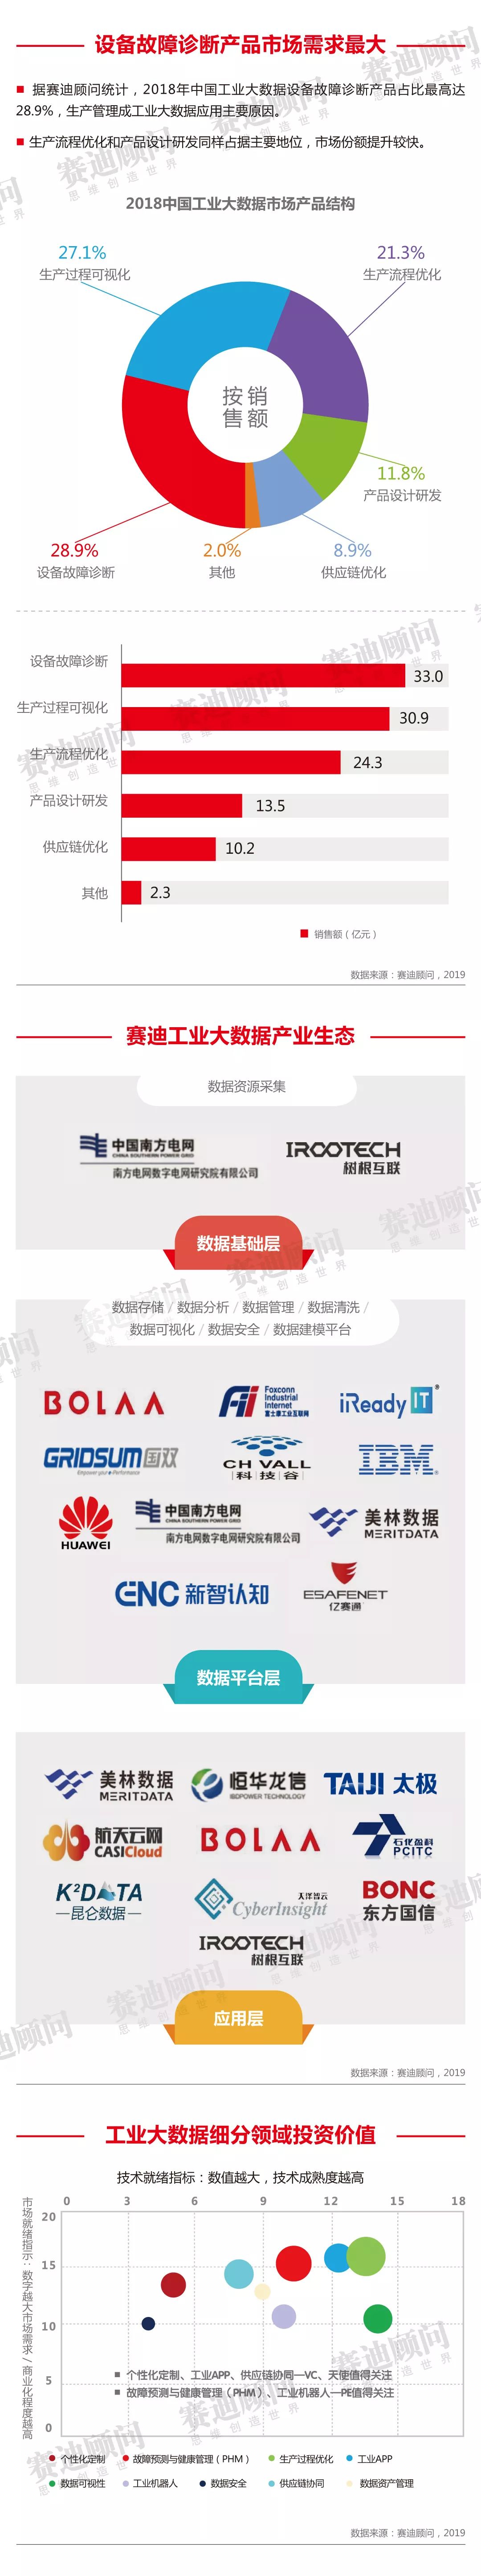 设备故障诊断产品市场需求最大
■ 据赛迪顾问统计，2018年中国工业大数据设备故障诊断产品占比最高达
28.9%，生产管理成工业大数据应用主要原因。
■ 生产流程优化和产品设计研发同样占据主要地位，市场份额提升较快。
2018中国工业大数据市场产品结构
27.1%
生产过程可视化
21.3%
生产流程优化
按销
售额
11.8%
产品设计研发
28.9%
设备故障诊断
2.0%
其他
8.9%
供应链优化
设备故障诊断
33.0
生产过程可视化
30.9
生产流程优化
24.3
产品设计研发
13.5
供应链优化
10.2
其他
2.3
■ 销售额（亿元）
数据来源：赛迪顾问，2019
赛迪工业大数据产业生态
数据资源采集
中国南方电网
CHINA SOUTHERN POWER GRID
南方电网数字电网研究院有限公司
IROOTECH
树根互联
数据基础层
数据存储 / 数据分析 / 数据管理 / 数据清洗 /
数据可视化 / 数据安全 / 数据建模平台
BOLAA
Fii Foxconn
Industrial
Internet
富士康工业互联网
iReady IT®
GRIDSUM 国双
Empower your e-Performance
CH VALL
科技谷
IBM
HUAWEI
中国南方电网
CHINA SOUTHERN POWER GRID
南方电网数字电网研究院有限公司
美林数据
MERITDATA
ENC 新智认知
ESAFENET
亿赛通
数据平台层
美林数据
MERITDATA
恒华龙信
ISDPOWER TECHNOLOGY
TAIJI 太极
航天云网
CASICloud
BOLAA
石化盈科
PCITC
K²DATA
昆仑数据
天泽智云
CyberInsight
BONC
东方国信
IROOTECH
树根互联
应用层
数据来源：赛迪顾问，2019
工业大数据细分领域投资价值
技术就绪指标：数值越大，技术成熟度越高
市场就绪指示：数字越大市场需求/商业化程度越高
0 3 6 9 12 15 18
20
15
10
5
0
■ 个性化定制、工业APP、供应链协同—VC、天使值得关注
■ 故障预测与健康管理（PHM）、工业机器人—PE值得关注
个性化定制 故障预测与健康管理（PHM） 生产过程优化 工业APP
数据可视性 工业机器人 数据安全 供应链协同 数据资产管理
数据来源：赛迪顾问，2019
赛迪顾问
思维创造世界